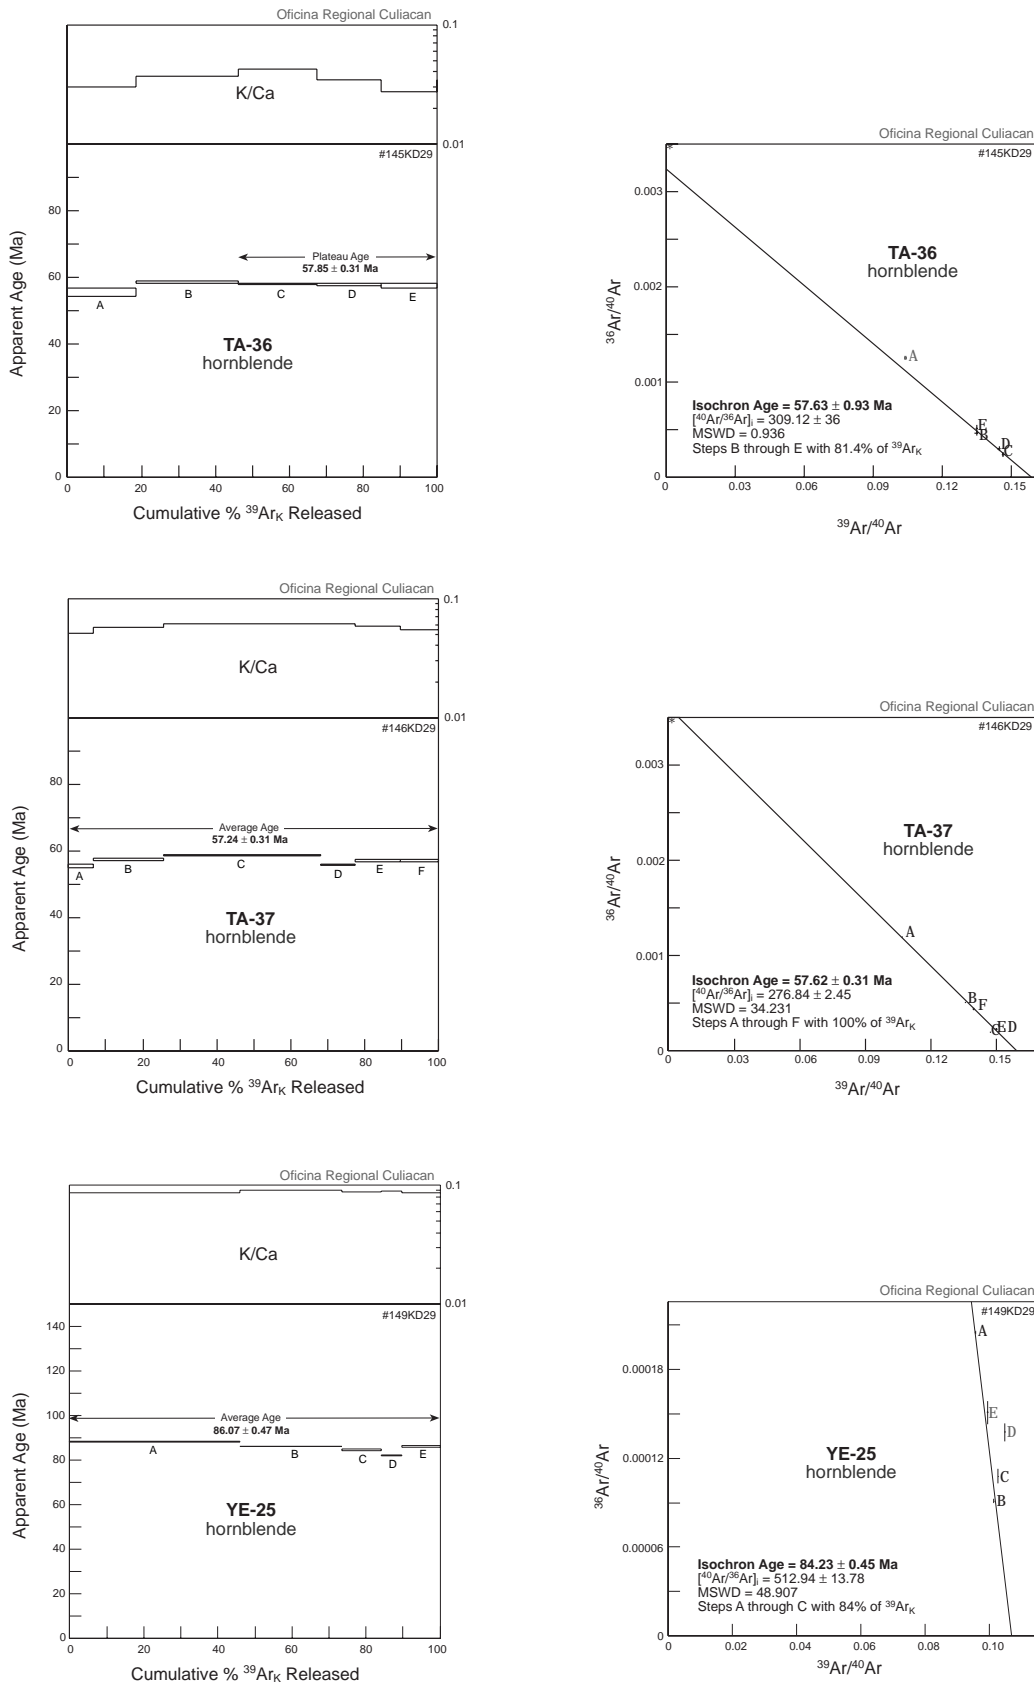 Oficina Regional Culiacan
0.1
K/Ca
0.01
#145KD29
Apparent Age (Ma)
80
60
40
20
0
Plateau Age
57.85 ± 0.31 Ma
A B C D E
TA-36
hornblende
0 20 40 60 80 100
Cumulative % ³⁹Arₖ Released
Oficina Regional Culiacan
#145KD29
*
³⁶Ar/⁴⁰Ar
0.003
0.002
0.001
0
TA-36
hornblende
A
E
B
D
C
Isochron Age = 57.63 ± 0.93 Ma
[⁴⁰Ar/³⁶Ar]ᵢ = 309.12 ± 36
MSWD = 0.936
Steps B through E with 81.4% of ³⁹Arₖ
0 0.03 0.06 0.09 0.12 0.15
³⁹Ar/⁴⁰Ar
Oficina Regional Culiacan
0.1
K/Ca
0.01
#146KD29
Apparent Age (Ma)
80
60
40
20
0
Average Age
57.24 ± 0.31 Ma
A B C D E F
TA-37
hornblende
0 20 40 60 80 100
Cumulative % ³⁹Arₖ Released
Oficina Regional Culiacan
#146KD29
*
³⁶Ar/⁴⁰Ar
0.003
0.002
0.001
0
TA-37
hornblende
A
B F
C E D
Isochron Age = 57.62 ± 0.31 Ma
[⁴⁰Ar/³⁶Ar]ᵢ = 276.84 ± 2.45
MSWD = 34.231
Steps A through F with 100% of ³⁹Arₖ
0 0.03 0.06 0.09 0.12 0.15
³⁹Ar/⁴⁰Ar
Oficina Regional Culiacan
0.1
K/Ca
0.01
#149KD29
Apparent Age (Ma)
140
120
100
80
60
40
20
0
Average Age
86.07 ± 0.47 Ma
A B C D E
YE-25
hornblende
0 20 40 60 80 100
Cumulative % ³⁹Arₖ Released
Oficina Regional Culiacan
#149KD29
³⁶Ar/⁴⁰Ar
0.00018
0.00012
0.00006
0
A
E
D
C
B
YE-25
hornblende
Isochron Age = 84.23 ± 0.45 Ma
[⁴⁰Ar/³⁶Ar]ᵢ = 512.94 ± 13.78
MSWD = 48.907
Steps A through C with 84% of ³⁹Arₖ
0 0.02 0.04 0.06 0.08 0.10
³⁹Ar/⁴⁰Ar